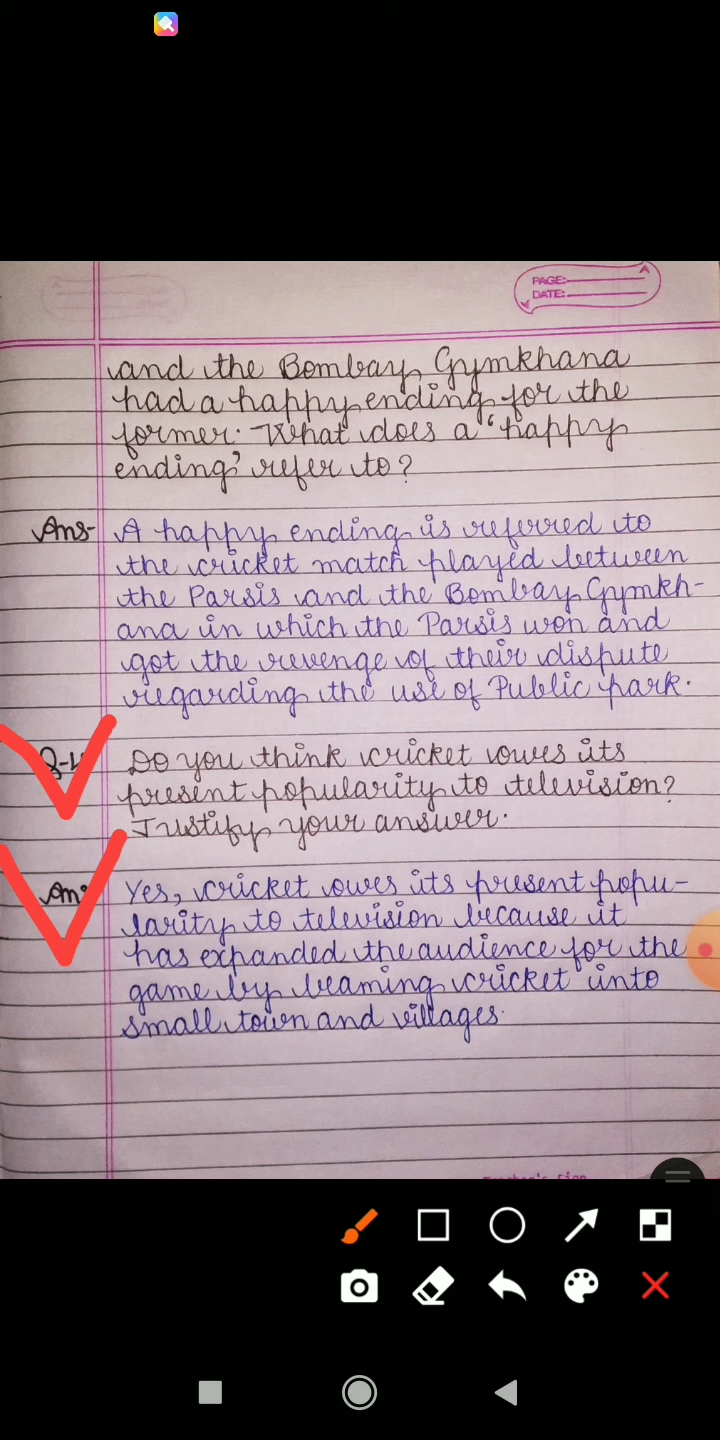 PAGE:
DATE:
and the Bombay Gymkhana
had a happy ending for the
former. What does a 'happy
ending' refer to?
Ans- A happy ending is referred to
the cricket match played between
the Parsis and the Bombay Gymkh-
ana in which the Parsis won and
got the revenge of their dispute
regarding the use of Public park.
Do you think cricket owes its
present popularity to television?
Justify your answer.
Ans Yes, cricket owes its present popu-
larity to television because it
has expanded the audience for the
game by beaming cricket into
small town and villages.